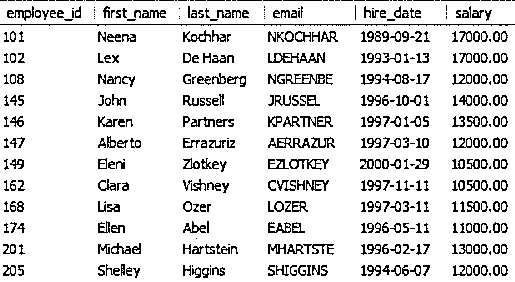 employee_id first_name last_name email hire_date salary
101 Neena Kochhar NKOCHHAR 1989-09-21 17000.00
102 Lex De Haan LDEHAAN 1993-01-13 17000.00
108 Nancy Greenberg NGREENBE 1994-08-17 12000.00
145 John Russell JRUSSEL 1996-10-01 14000.00
146 Karen Partners KPARTNER 1997-01-05 13500.00
147 Alberto Errazuriz AERRAZUR 1997-03-10 12000.00
149 Eleni Zlotkey EZLOTKEY 2000-01-29 10500.00
162 Clara Vishney CVISHNEY 1997-11-11 10500.00
168 Lisa Ozer LOZER 1997-03-11 11500.00
174 Ellen Abel EABEL 1996-05-11 11000.00
201 Michael Hartstein MHARTSTE 1996-02-17 13000.00
205 Shelley Higgins SHIGGINS 1994-06-07 12000.00